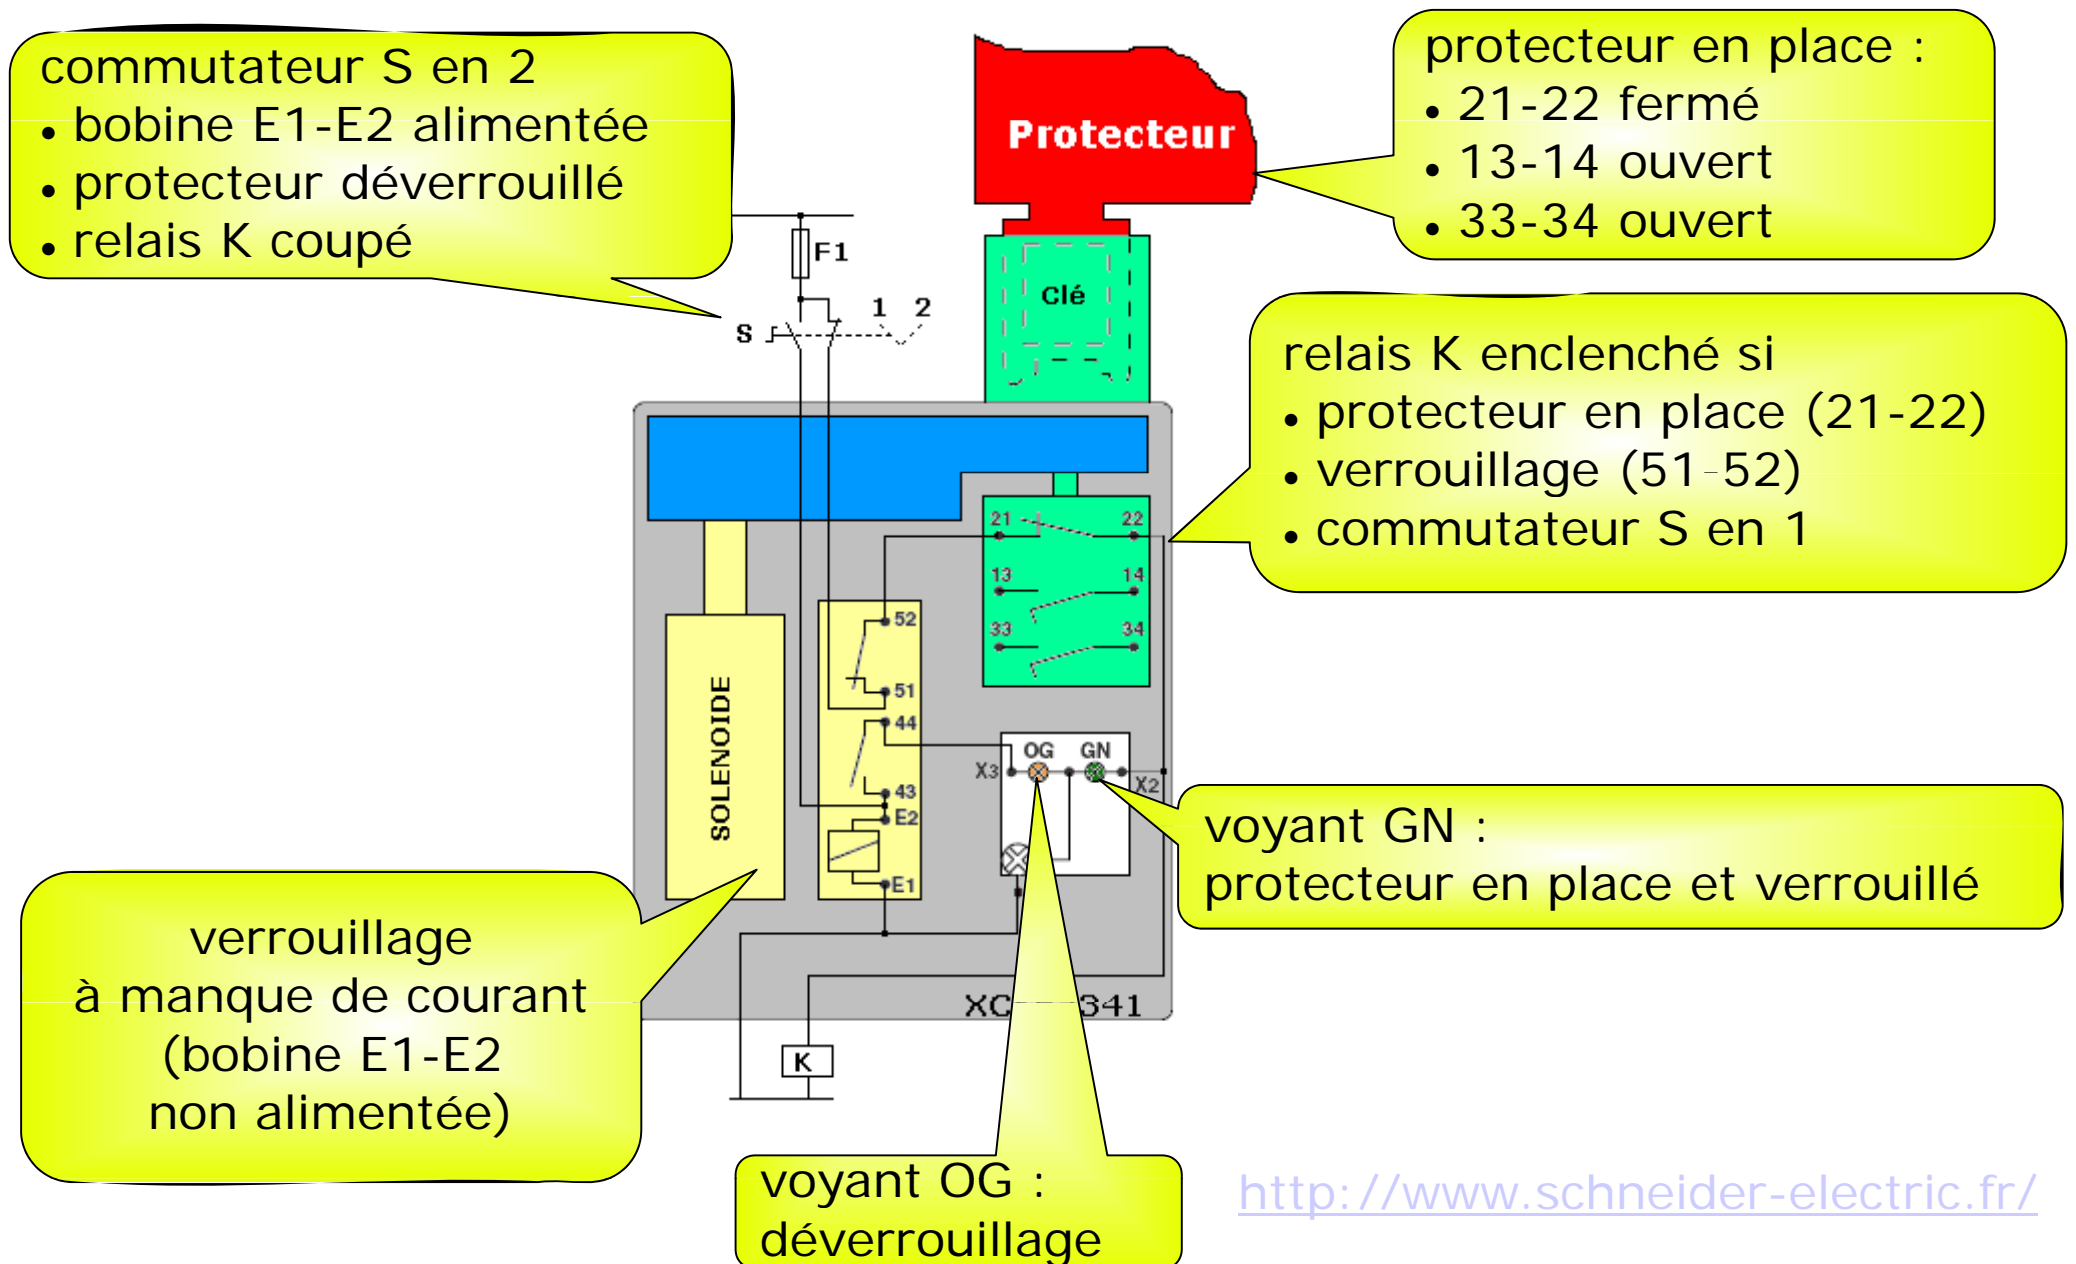 commutateur S en 2
• bobine E1-E2 alimentée
• protecteur déverrouillé
• relais K coupé
Protecteur
protecteur en place :
• 21-22 fermé
• 13-14 ouvert
• 33-34 ouvert
F1
Clé
1 2
S
relais K enclenché si
• protecteur en place (21-22)
• verrouillage (51-52)
• commutateur S en 1
21 22
13 14
33 34
52
51
44
43
E2
E1
SOLENOIDE
OG GN
X3
X2
voyant GN :
protecteur en place et verrouillé
verrouillage
à manque de courant
(bobine E1-E2
non alimentée)
XC 341
K
voyant OG :
déverrouillage
http://www.schneider-electric.fr/